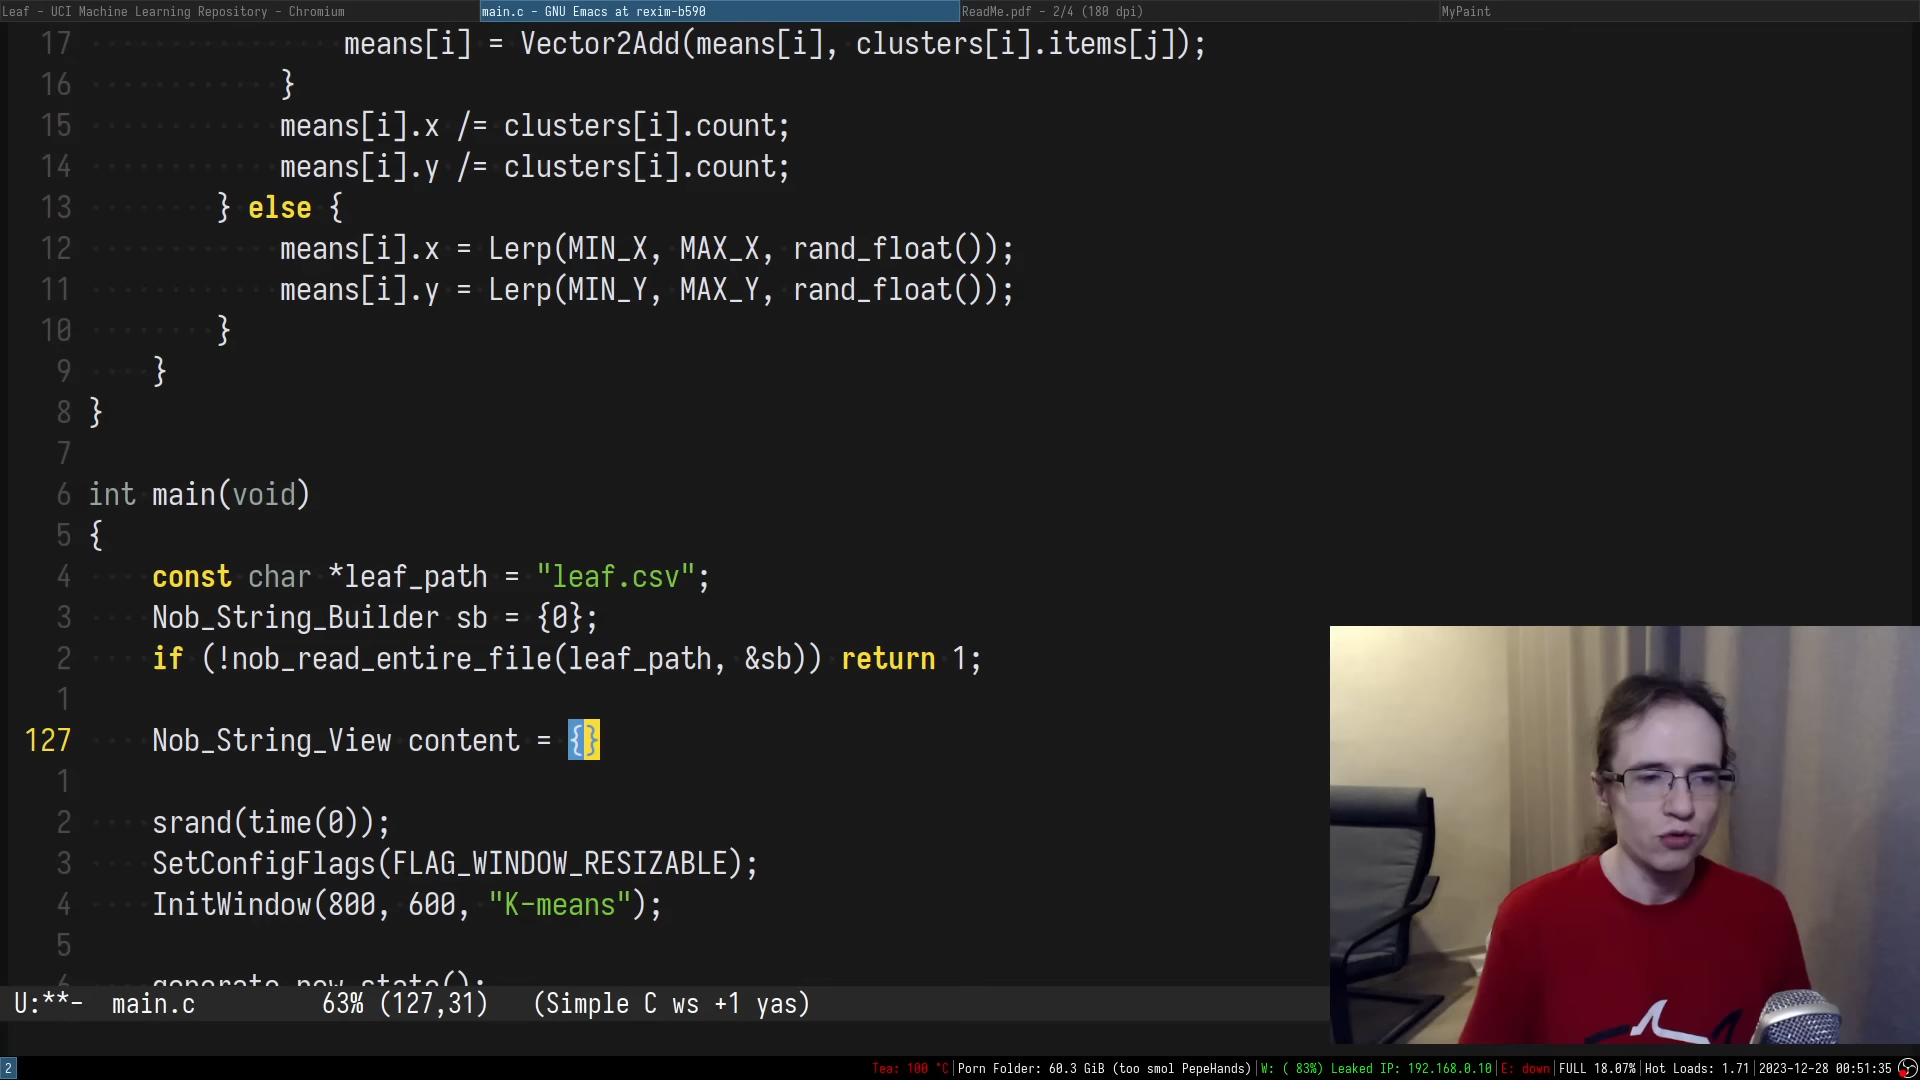 Leaf - UCI Machine Learning Repository - Chromium
main.c - GNU Emacs at rexim-b590
ReadMe.pdf - 2/4 (180 dpi)
MyPaint
17 means[i] = Vector2Add(means[i], clusters[i].items[j]);
16 }
15 means[i].x /= clusters[i].count;
14 means[i].y /= clusters[i].count;
13 } else {
12 means[i].x = Lerp(MIN_X, MAX_X, rand_float());
11 means[i].y = Lerp(MIN_Y, MAX_Y, rand_float());
10 }
9 }
8 }
7
6 int main(void)
5 {
4 const char *leaf_path = "leaf.csv";
3 Nob_String_Builder sb = {0};
2 if (!nob_read_entire_file(leaf_path, &sb)) return 1;
1
127 Nob_String_View content = {}
1
2 srand(time(0));
3 SetConfigFlags(FLAG_WINDOW_RESIZABLE);
4 InitWindow(800, 600, "K-means");
5
6 generate_new_state();
U:**- main.c 63% (127,31) (Simple C ws +1 yas)
2
Tea: 100 °C|Porn Folder: 60.3 GiB (too smol PepeHands)|W: ( 83%) Leaked IP: 192.168.0.10|E: down|FULL 18.07%|Hot Loads: 1.71|2023-12-28 00:51:35